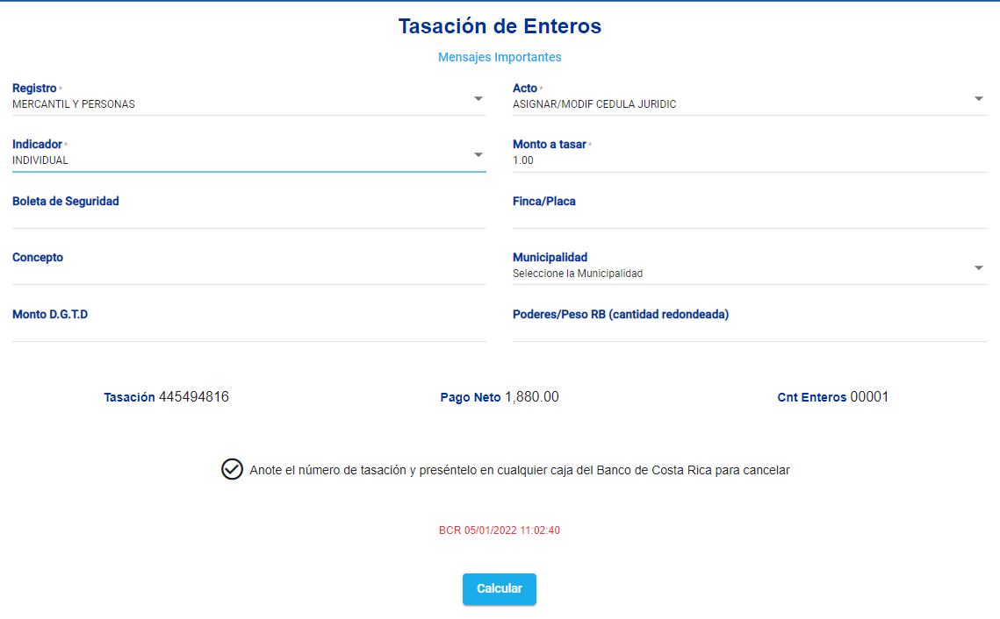 Tasación de Enteros
Mensajes Importantes
Registro *
MERCANTIL Y PERSONAS
Acto *
ASIGNAR/MODIF CEDULA JURIDIC
Indicador *
INDIVIDUAL
Monto a tasar *
1.00
Boleta de Seguridad
Finca/Placa
Concepto
Municipalidad
Seleccione la Municipalidad
Monto D.G.T.D
Poderes/Peso RB (cantidad redondeada)
Tasación 445494816
Pago Neto 1,880.00
Cnt Enteros 00001
Anote el número de tasación y preséntelo en cualquier caja del Banco de Costa Rica para cancelar
BCR 05/01/2022 11:02:40
Calcular